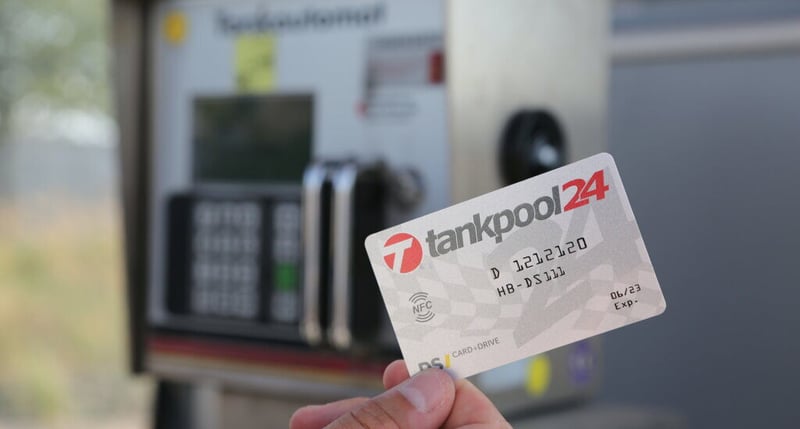 Tankautomat
tankpool24
D 1212120
HB-DS111
NFC
06/23
Exp.
CARD+DRIVE